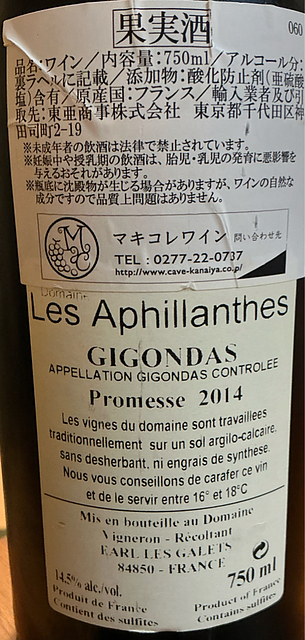 果実酒
060
品名:ワイン/内容量:750ml/アルコール分:
裏ラベルに記載/添加物:酸化防止剤(亜硫酸
塩)含有/原産国:フランス/輸入業者及び引
取先:東亜商事株式会社 東京都千代田区神
田司町2-19
※未成年者の飲酒は法律で禁止されています。
※妊娠中や授乳期の飲酒は、胎児・乳児の発育に悪影響を
与えるおそれがあります。
※瓶底に沈殿物が生じる場合がありますが、ワインの自然な
成分ですので品質上問題はありません。
マキコレワイン 問い合わせ先
TEL : 0277-22-0737
http://www.cave-kanaiya.co.jp/
Domaine
Les Aphillanthes
GIGONDAS
APPELLATION GIGONDAS CONTROLEE
Promesse 2014
Les vignes du domaine sont travaillees
traditionnellement sur un sol argilo-calcaire,
sans desherbant, ni engrais de synthese.
Nous vous conseillons de carafer ce vin
et de le servir entre 16° et 18°C
Mis en bouteille au Domaine
Vigneron - Récoltant
EARL LES GALETS
84850 - FRANCE
14,5% alc./vol.
750 ml
Produit de France
Product of France
Contient des sulfites
Contains sulfites